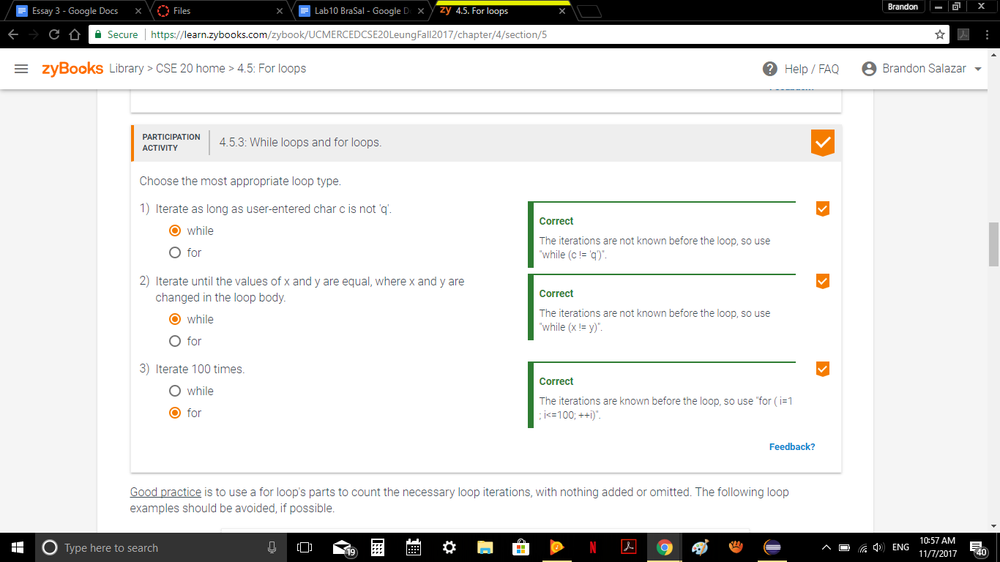 Essay 3 - Google Docs
Files
Lab10 BraSal - Google D
zy 4.5. For loops
Brandon
Secure
https://learn.zybooks.com/zybook/UCMERCEDCSE20LeungFall2017/chapter/4/section/5
zyBooks Library > CSE 20 home > 4.5: For loops
Help / FAQ
Brandon Salazar
PARTICIPATION
ACTIVITY
4.5.3: While loops and for loops.
Choose the most appropriate loop type.
1) Iterate as long as user-entered char c is not 'q'.
while
for
Correct
The iterations are not known before the loop, so use
"while (c != 'q')".
2) Iterate until the values of x and y are equal, where x and y are
changed in the loop body.
while
for
Correct
The iterations are not known before the loop, so use
"while (x != y)".
3) Iterate 100 times.
while
for
Correct
The iterations are known before the loop, so use "for ( i=1
; i<=100; ++i)".
Feedback?
Good practice is to use a for loop's parts to count the necessary loop iterations, with nothing added or omitted. The following loop
examples should be avoided, if possible.
Type here to search
19
ENG
10:57 AM
11/7/2017
40